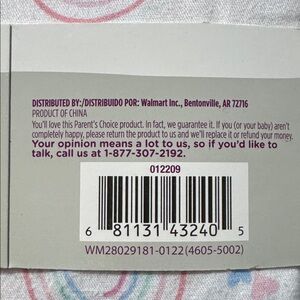 DISTRIBUTED BY:/DISTRIBUIDO POR: Walmart Inc., Bentonville, AR 72716
PRODUCT OF CHINA
You'll love this Parent's Choice product. In fact, we guarantee it. If you (or your baby) aren't
completely happy, please return the product to us and we'll replace it or refund your money.
Your opinion means a lot to us, so if you'd like to
talk, call us at 1-877-307-2192.
012209
6 81131 43240 5
WM28029181-0122 (4605-5002)